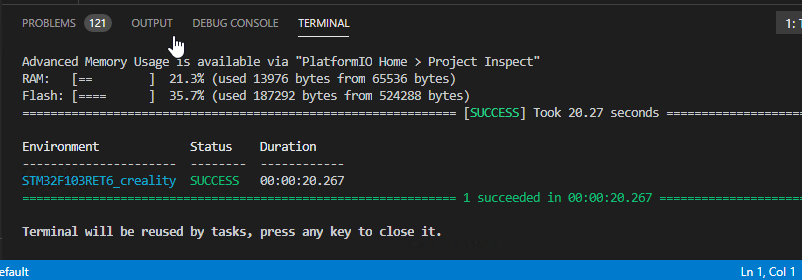 PROBLEMS 121 OUTPUT DEBUG CONSOLE TERMINAL 1: T
Advanced Memory Usage is available via "PlatformIO Home > Project Inspect"
RAM:   [==        ]  21.3% (used 13976 bytes from 65536 bytes)
Flash: [====      ]  35.7% (used 187292 bytes from 524288 bytes)
============================================================== [SUCCESS] Took 20.27 seconds ====================
Environment            Status    Duration
---------------------- --------  ------------
STM32F103RET6_creality  SUCCESS   00:00:20.267
============================================================== 1 succeeded in 00:00:20.267 =====================
Terminal will be reused by tasks, press any key to close it.
efault Ln 1, Col 1